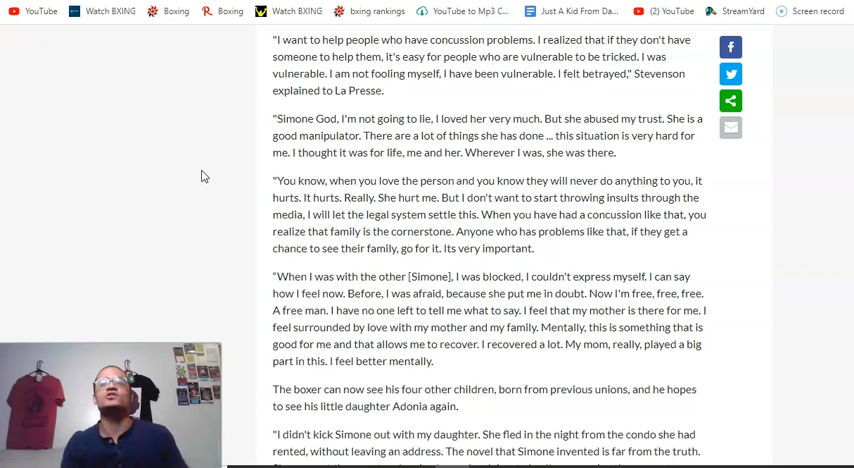 YouTube
Watch BXING
Boxing
Boxing
Watch BXING
bxing rankings
YouTube to Mp3 C...
Just A Kid From Da...
(2) YouTube
StreamYard
Screen record
"I want to help people who have concussion problems. I realized that if they don't have
someone to help them, it's easy for people who are vulnerable to be tricked. I was
vulnerable. I am not fooling myself, I have been vulnerable. I felt betrayed," Stevenson
explained to La Presse.
"Simone God, I'm not going to lie, I loved her very much. But she abused my trust. She is a
good manipulator. There are a lot of things she has done ... this situation is very hard for
me. I thought it was for life, me and her. Wherever I was, she was there.
"You know, when you love the person and you know they will never do anything to you, it
hurts. It hurts. Really. She hurt me. But I don't want to start throwing insults through the
media, I will let the legal system settle this. When you have had a concussion like that, you
realize that family is the cornerstone. Anyone who has problems like that, if they get a
chance to see their family, go for it. Its very important.
“When I was with the other [Simone], I was blocked, I couldn't express myself. I can say
how I feel now. Before, I was afraid, because she put me in doubt. Now I'm free, free, free.
A free man. I have no one left to tell me what to say. I feel that my mother is there for me. I
feel surrounded by love with my mother and my family. Mentally, this is something that is
good for me and that allows me to recover. I recovered a lot. My mom, really, played a big
part in this. I feel better mentally.
The boxer can now see his four other children, born from previous unions, and he hopes
to see his little daughter Adonia again.
"I didn't kick Simone out with my daughter. She fled in the night from the condo she had
rented, without leaving an address. The novel that Simone invented is far from the truth.